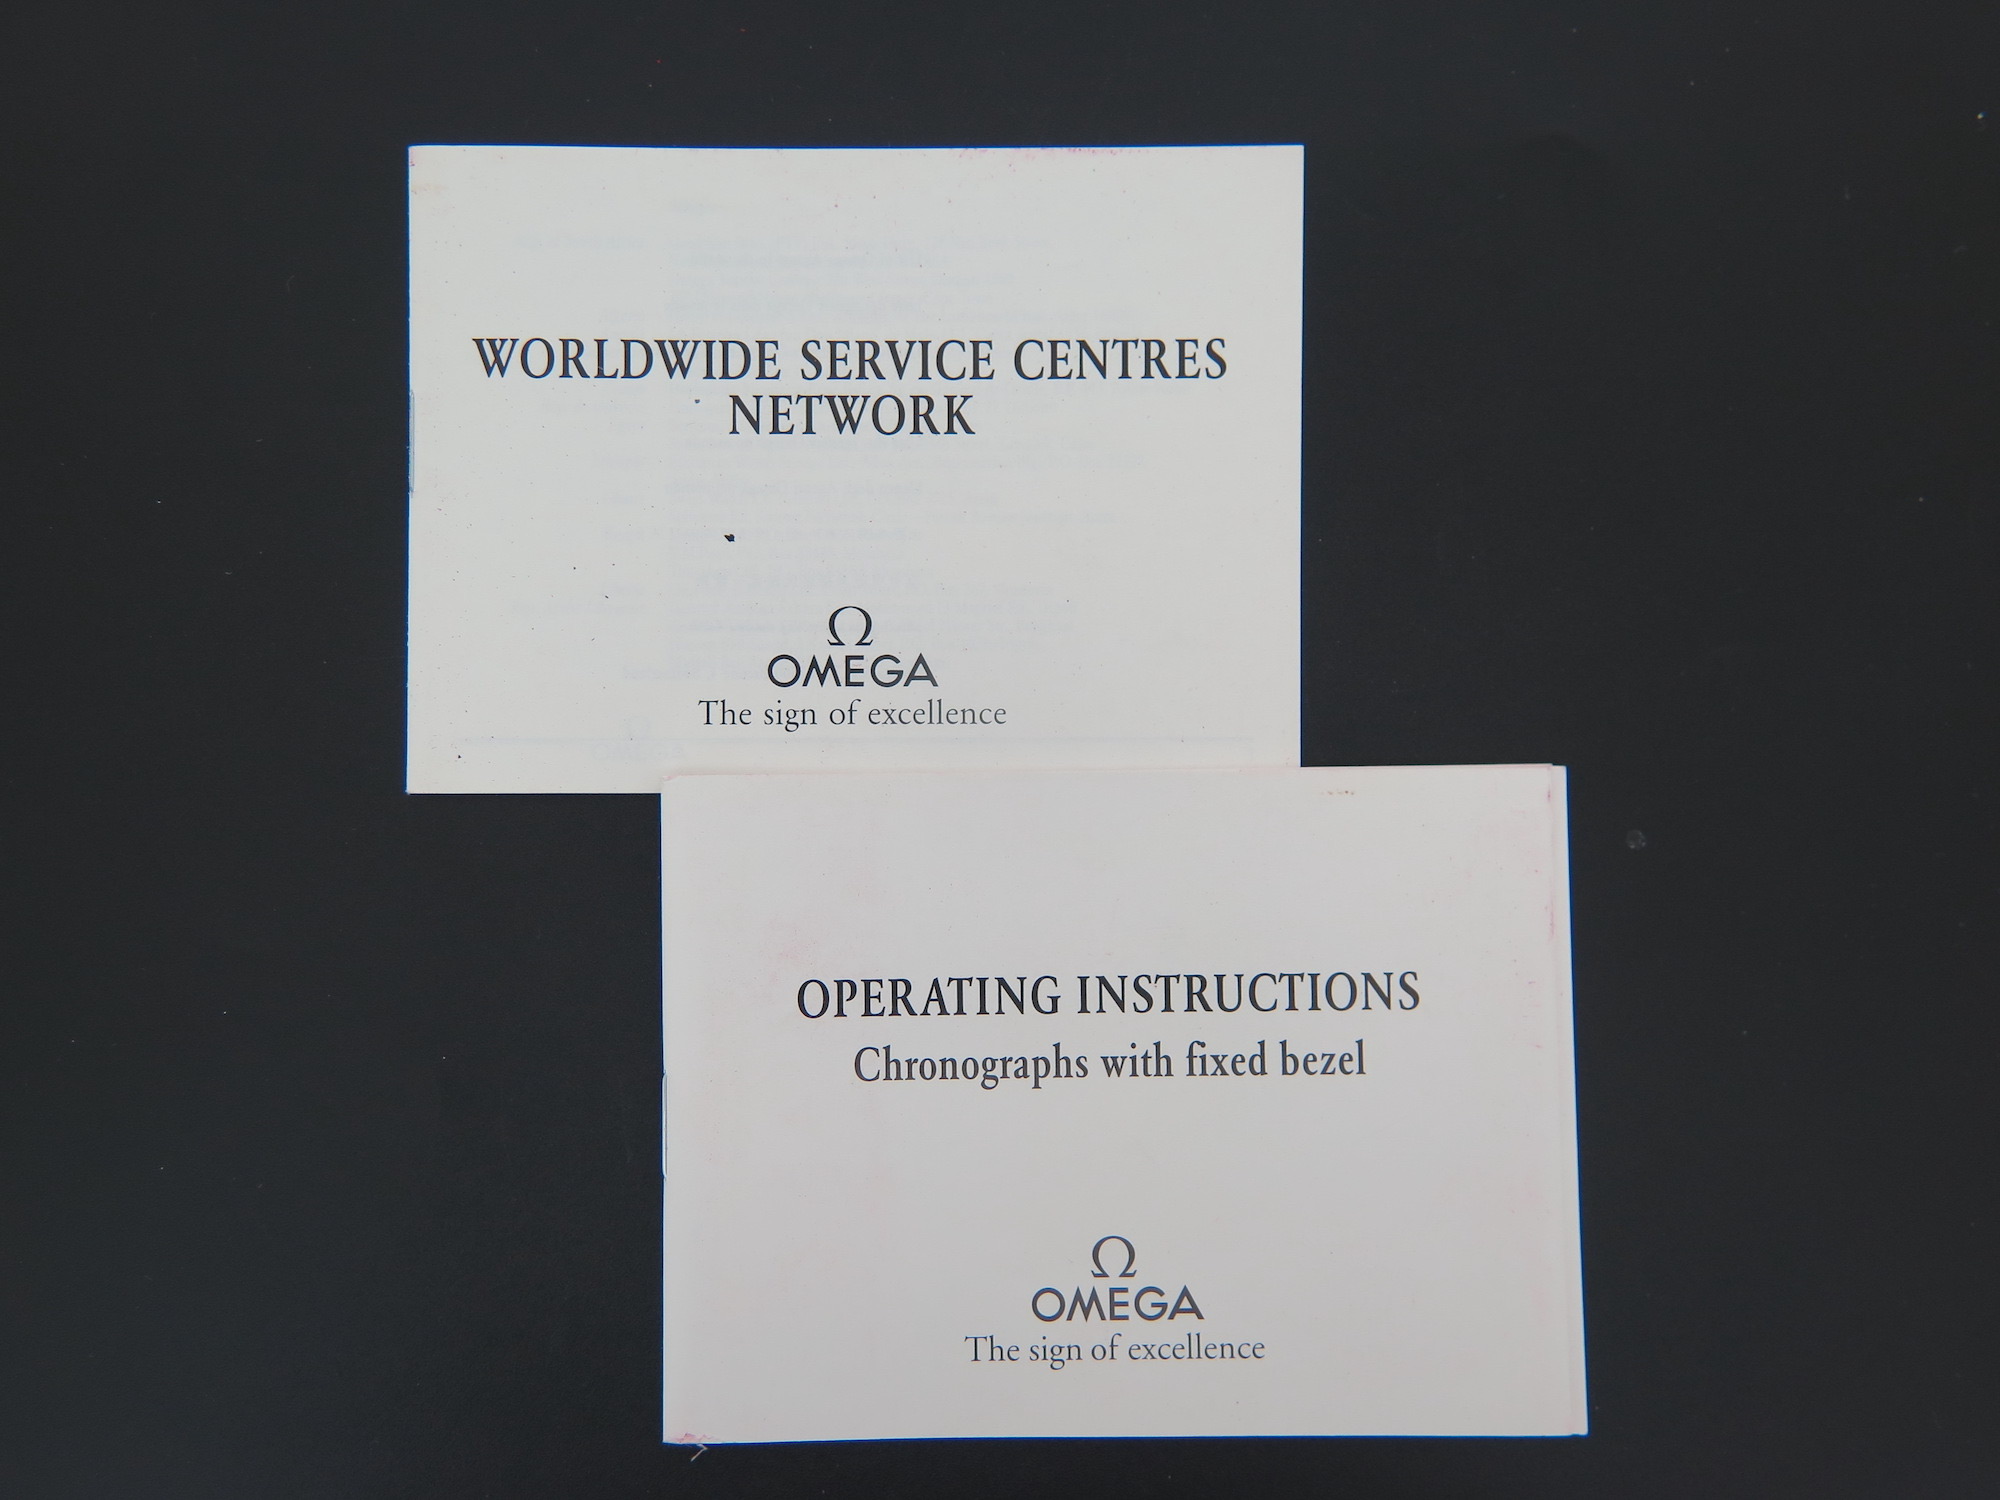 WORLDWIDE SERVICE CENTRES
NETWORK
Ω
OMEGA
The sign of excellence
OPERATING INSTRUCTIONS
Chronographs with fixed bezel
Ω
OMEGA
The sign of excellence